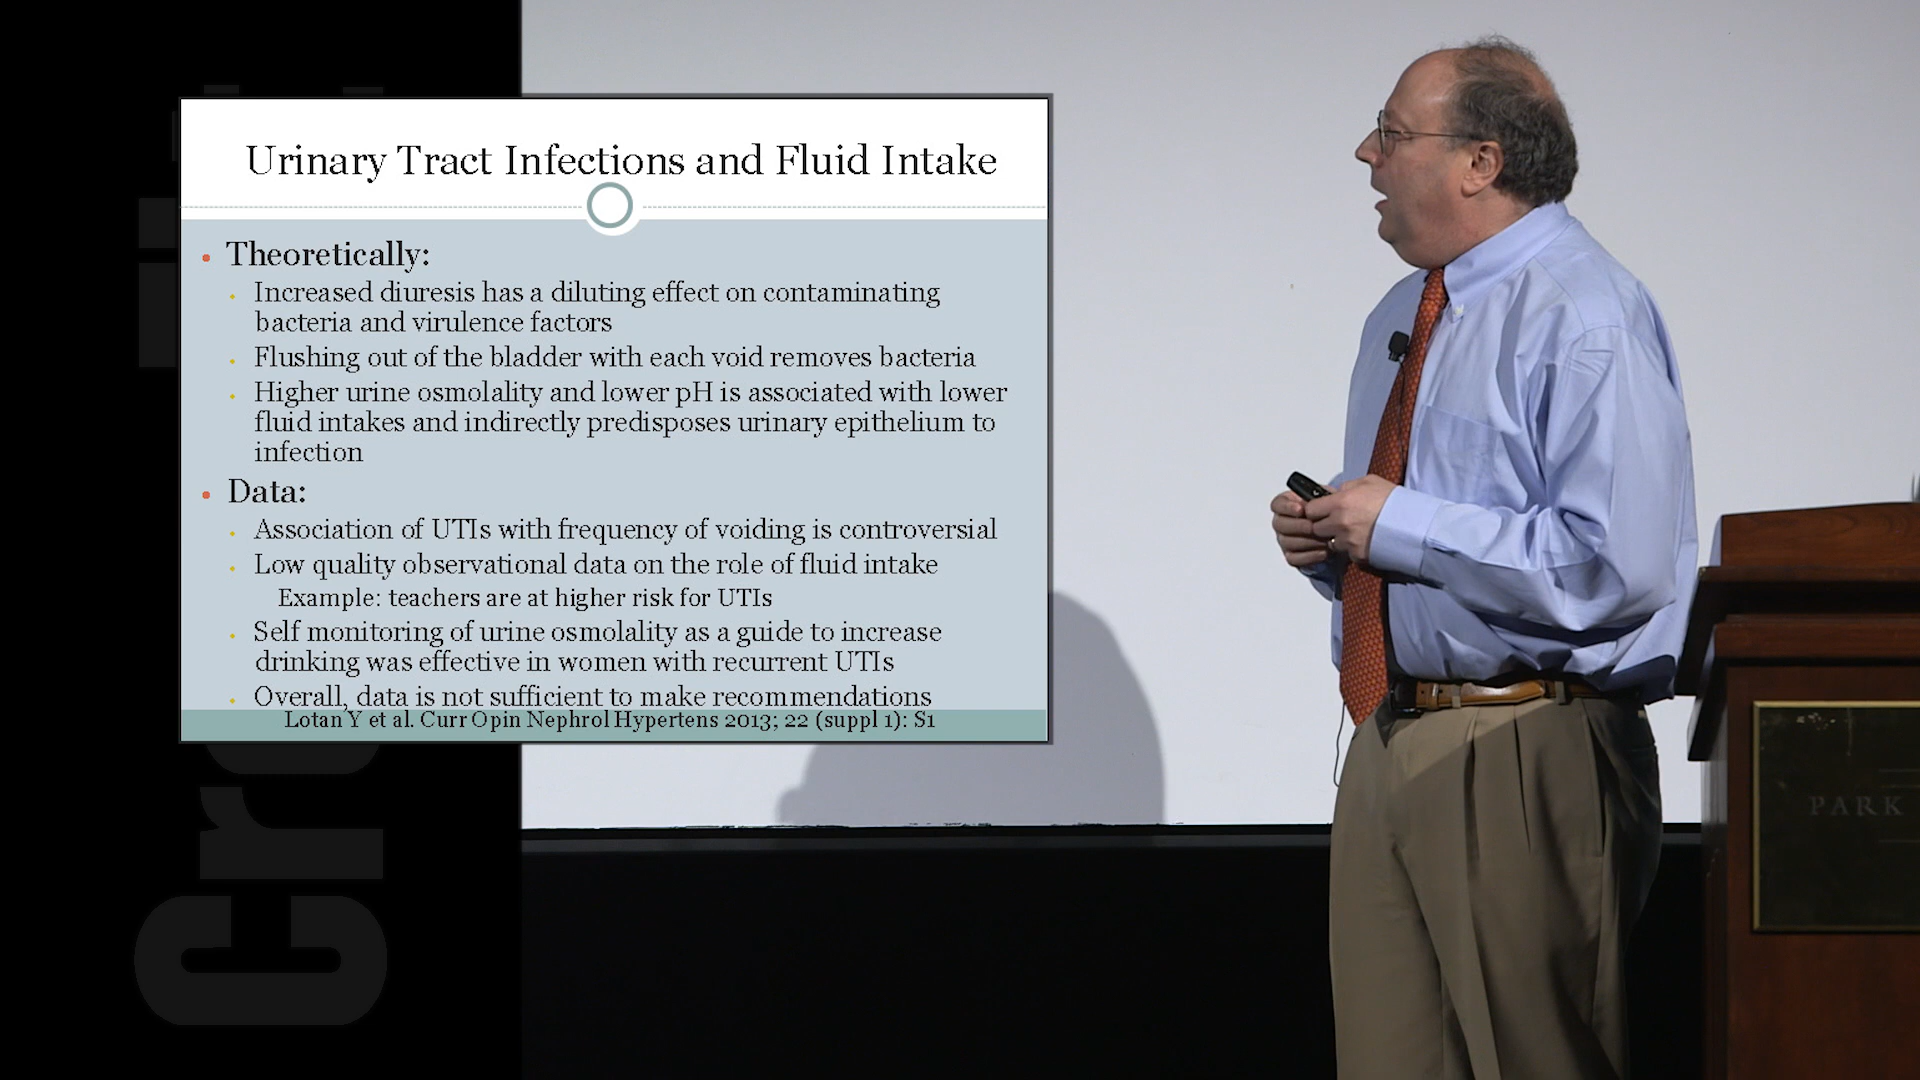 Urinary Tract Infections and Fluid Intake
Theoretically:
Increased diuresis has a diluting effect on contaminating
bacteria and virulence factors
Flushing out of the bladder with each void removes bacteria
Higher urine osmolality and lower pH is associated with lower
fluid intakes and indirectly predisposes urinary epithelium to
infection
Data:
Association of UTIs with frequency of voiding is controversial
Low quality observational data on the role of fluid intake
Example: teachers are at higher risk for UTIs
Self monitoring of urine osmolality as a guide to increase
drinking was effective in women with recurrent UTIs
Overall, data is not sufficient to make recommendations
Lotan Y et al. Curr Opin Nephrol Hypertens 2013; 22 (suppl 1): S1
PARK